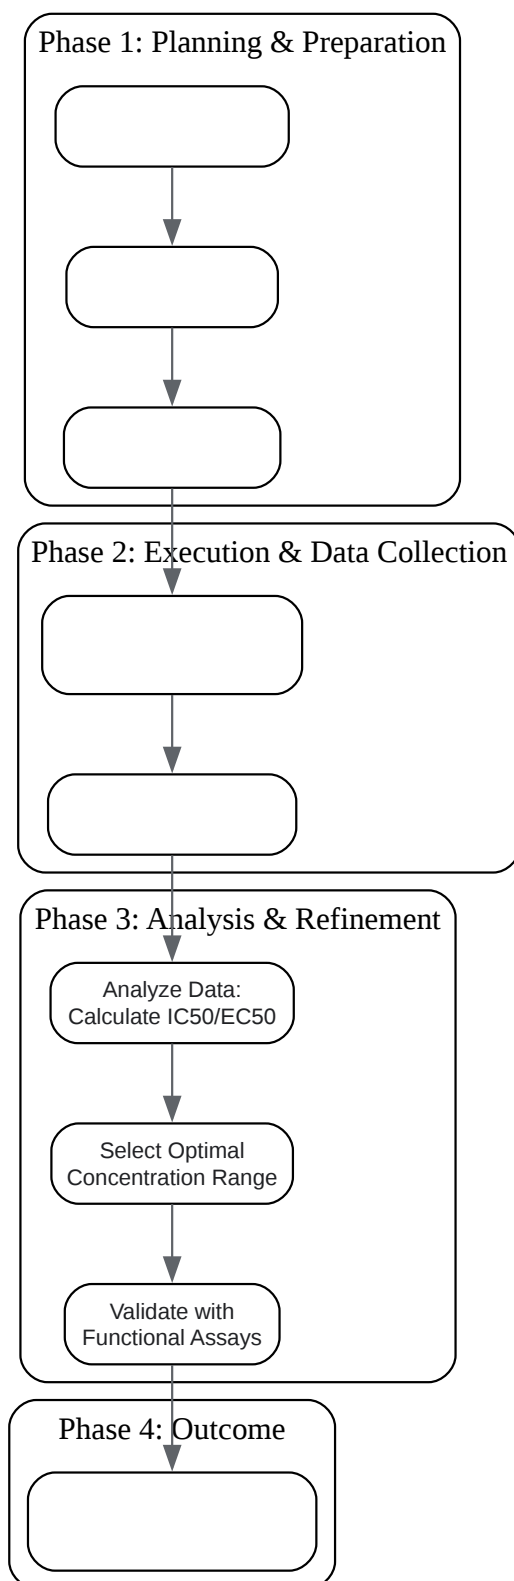 Phase 1: Planning & Preparation
Phase 2: Execution & Data Collection
Phase 3: Analysis & Refinement
Analyze Data:
Calculate IC50/EC50
Select Optimal
Concentration Range
Validate with
Functional Assays
Phase 4: Outcome